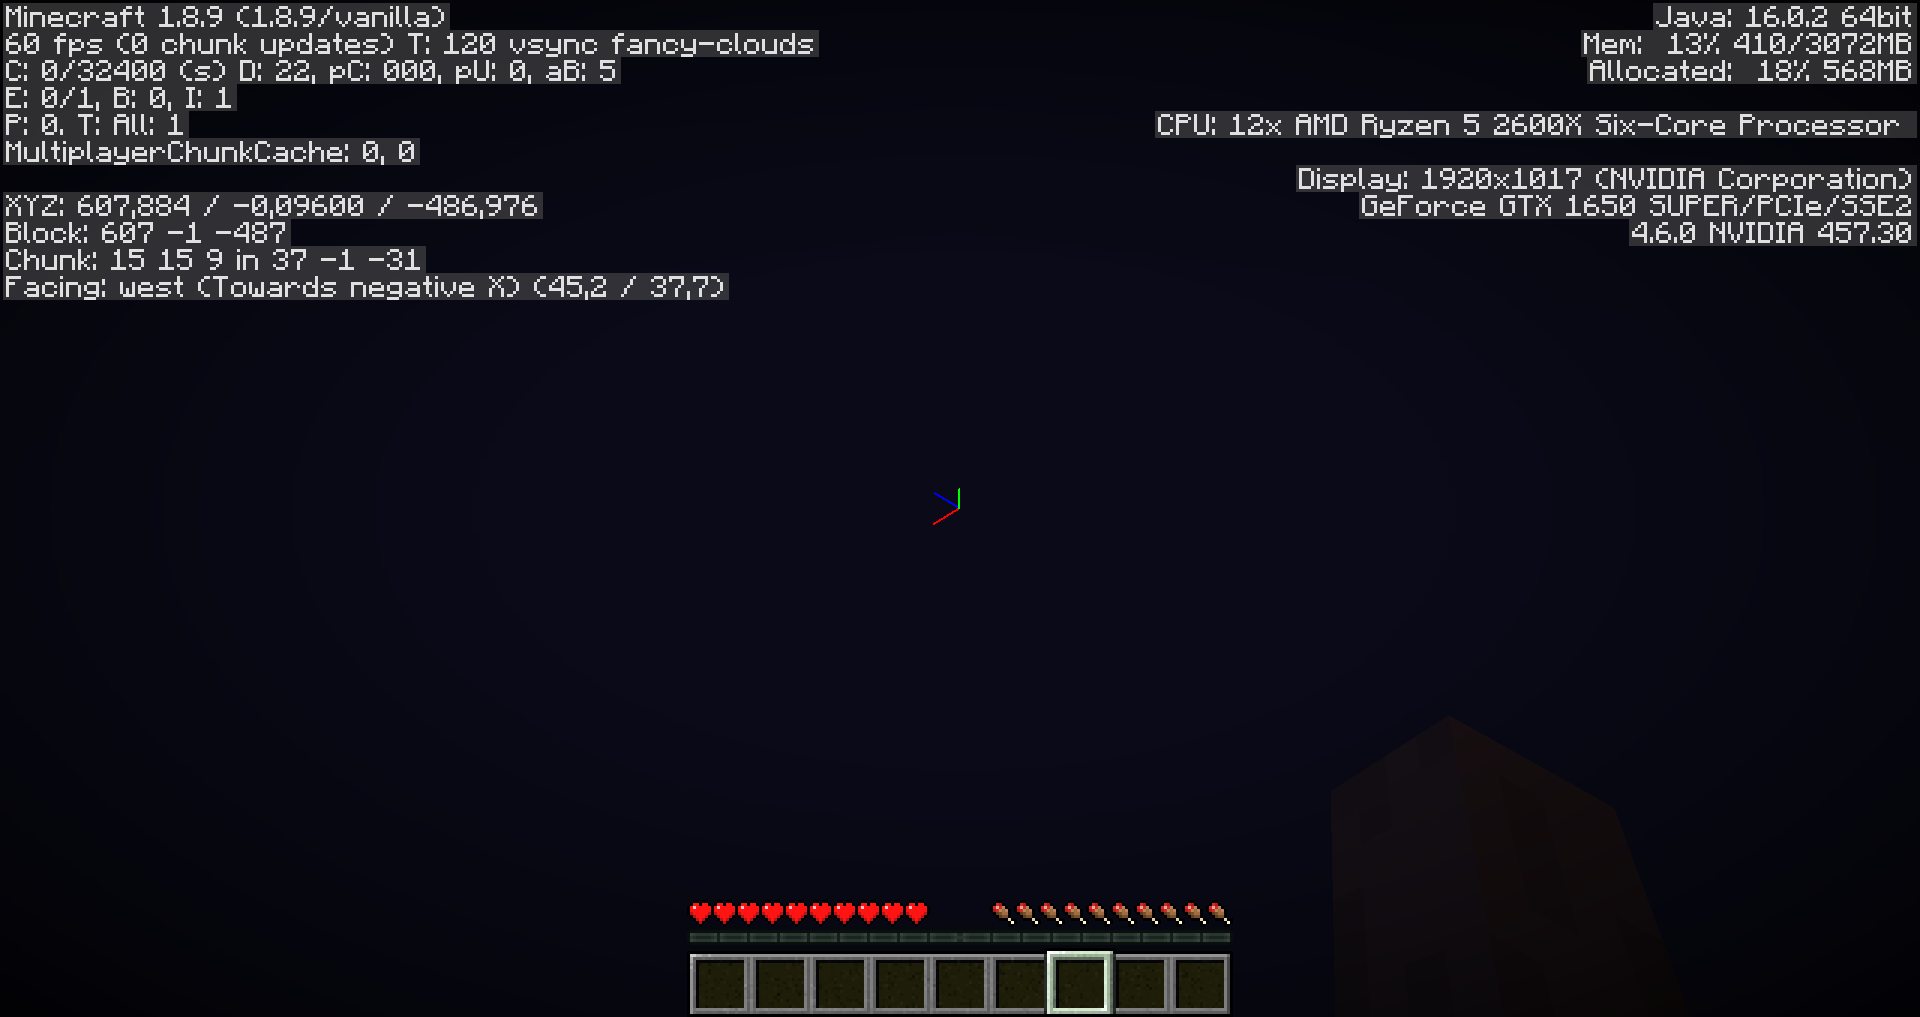 Minecraft 1.8.9 (1.8.9/vanilla)
60 fps (0 chunk updates) T: 120 vsync fancy-clouds
C: 0/32400 (s) D: 22, pC: 000, pU: 0, aB: 5
E: 0/1, B: 0, I: 1
P: 0. T: All: 1
MultiplayerChunkCache: 0, 0
XYZ: 607,884 / -0,09600 / -486,976
Block: 607 -1 -487
Chunk: 15 15 9 in 37 -1 -31
Facing: west (Towards negative X) (45,2 / 37,7)
Java: 16.0.2 64bit
Mem: 13% 410/3072MB
Allocated: 18% 568MB
CPU: 12x AMD Ryzen 5 2600X Six-Core Processor
Display: 1920x1017 (NVIDIA Corporation)
GeForce GTX 1650 SUPER/PCIe/SSE2
4.6.0 NVIDIA 457.30